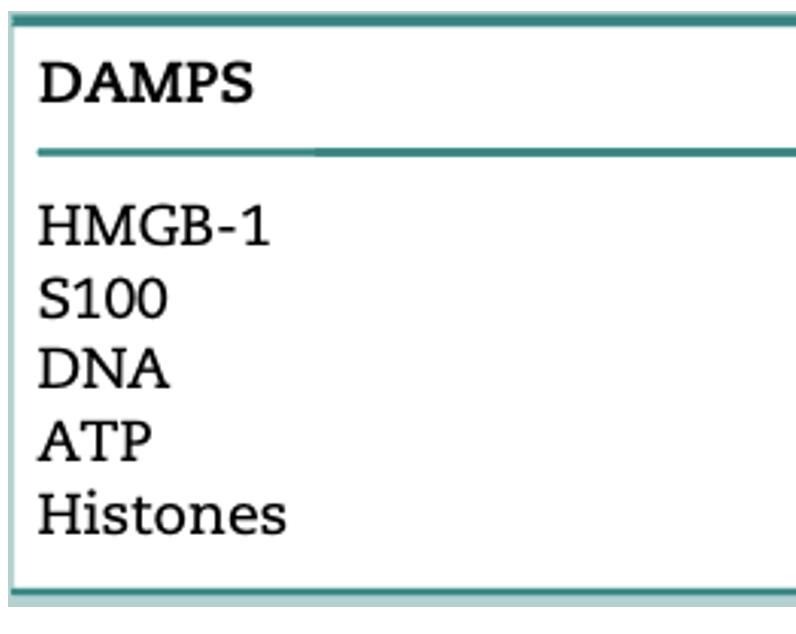 DAMPS
HMGB-1
S100
DNA
ATP
Histones